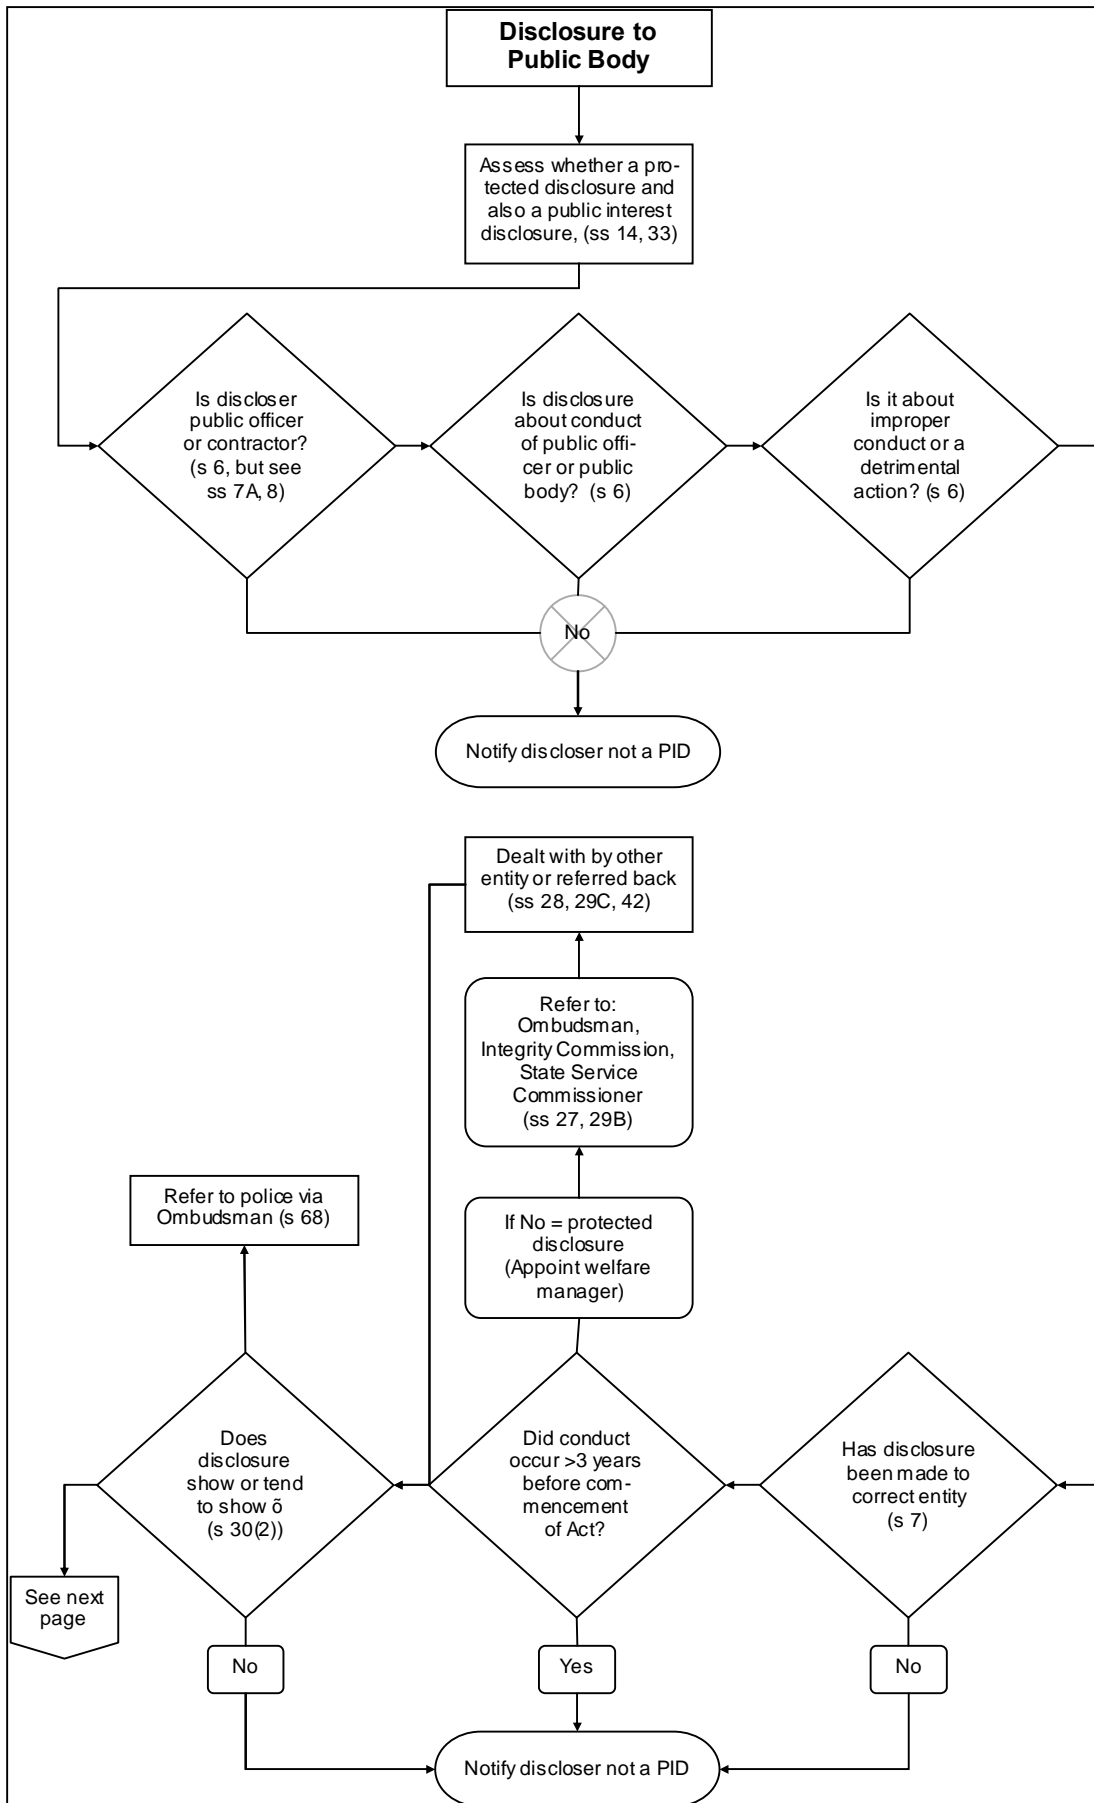 Disclosure to
Public Body
Assess whether a pro-
tected disclosure and
also a public interest
disclosure, (ss 14, 33)
Is discloser
public officer
or contractor?
(s 6, but see
ss 7A, 8)
Is disclosure
about conduct
of public offi-
cer or public
body? (s 6)
Is it about
improper
conduct or a
detrimental
action? (s 6)
No
Notify discloser not a PID
Dealt with by other
entity or referred back
(ss 28, 29C, 42)
Refer to:
Ombudsman,
Integrity Commission,
State Service
Commissioner
(ss 27, 29B)
Refer to police via
Ombudsman (s 68)
If No = protected
disclosure
(Appoint welfare
manager)
Does
disclosure
show or tend
to show õ
(s 30(2))
Did conduct
occur >3 years
before com-
mencement
of Act?
Has disclosure
been made to
correct entity
(s 7)
See next
page
No
Yes
No
Notify discloser not a PID